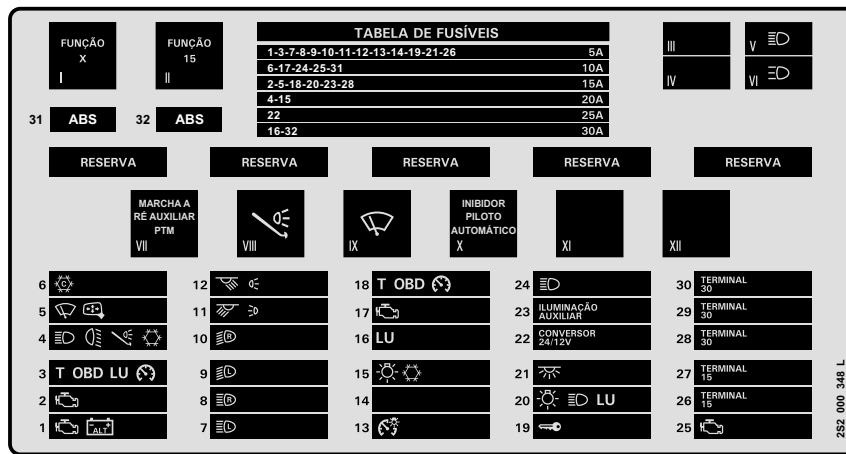 FUNÇÃO
X
I
FUNÇÃO
15
II
TABELA DE FUSÍVEIS
1-3-7-8-9-10-11-12-13-14-19-21-26 5A
6-17-24-25-31 10A
2-5-18-20-23-28 15A
4-15 20A
22 25A
16-32 30A
III
V
IV
VI
31 ABS
32 ABS
RESERVA RESERVA RESERVA RESERVA RESERVA
MARCHA A
RÉ AUXILIAR
PTM
VII
VIII
IX
INIBIDOR
PILOTO
AUTOMÁTICO
X
XI
XII
6 C
5
4
3 T OBD LU
2
1 ALT
12
11
10 R
9 L
8 R
7 L
18 T OBD
17
16 LU
15
14
13
24
23 ILUMINAÇÃO
AUXILIAR
22 CONVERSOR
24/12V
21
20 LU
19
30 TERMINAL
30
29 TERMINAL
30
28 TERMINAL
30
27 TERMINAL
15
26 TERMINAL
15
25
2S2 000 348 L